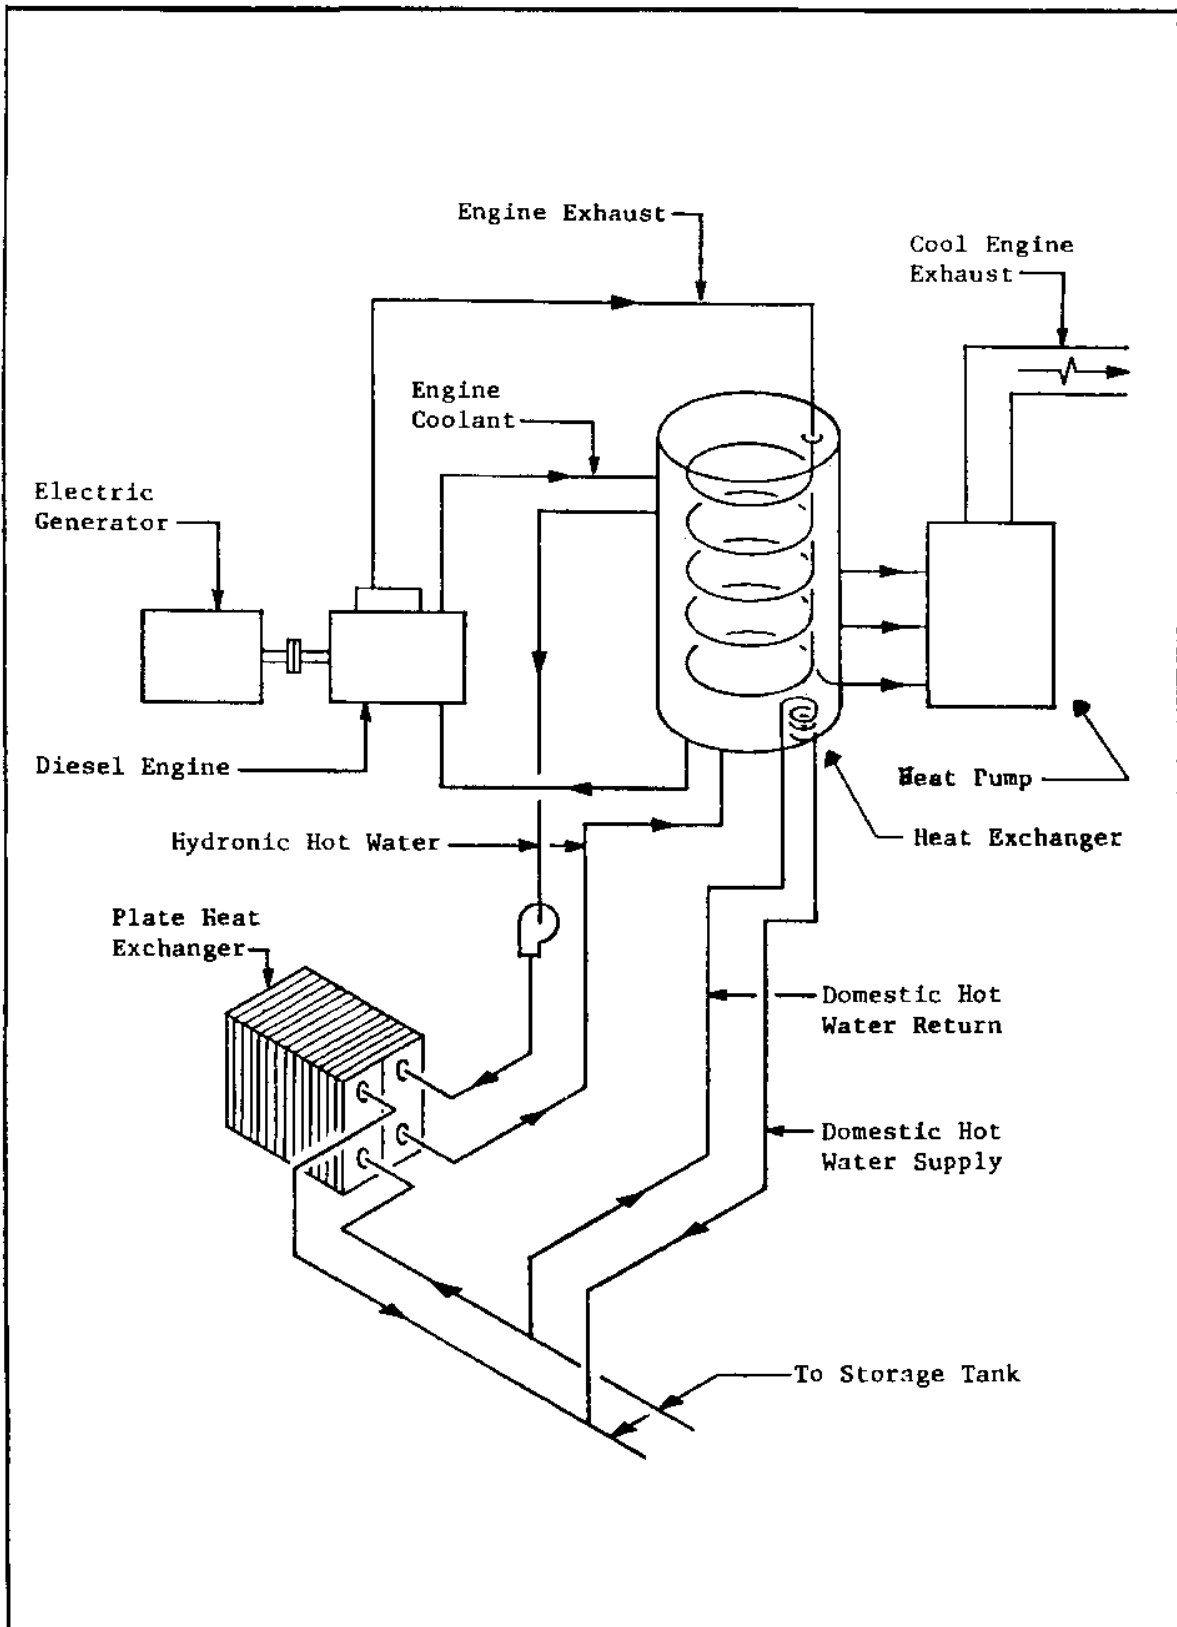 Engine Exhaust
Cool Engine
Exhaust
Engine
Coolant
Electric
Generator
Diesel Engine
Heat Pump
Hydronic Hot Water
Heat Exchanger
Plate Heat
Exchanger
Domestic Hot
Water Return
Domestic Hot
Water Supply
To Storage Tank